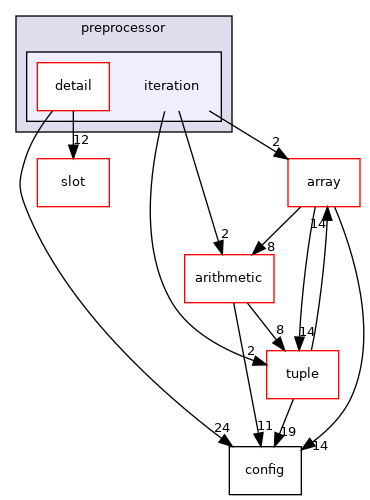 preprocessor
detail
iteration
12
2
slot
array
14
2
8
arithmetic
8
14
2
tuple
24
11
19
14
config